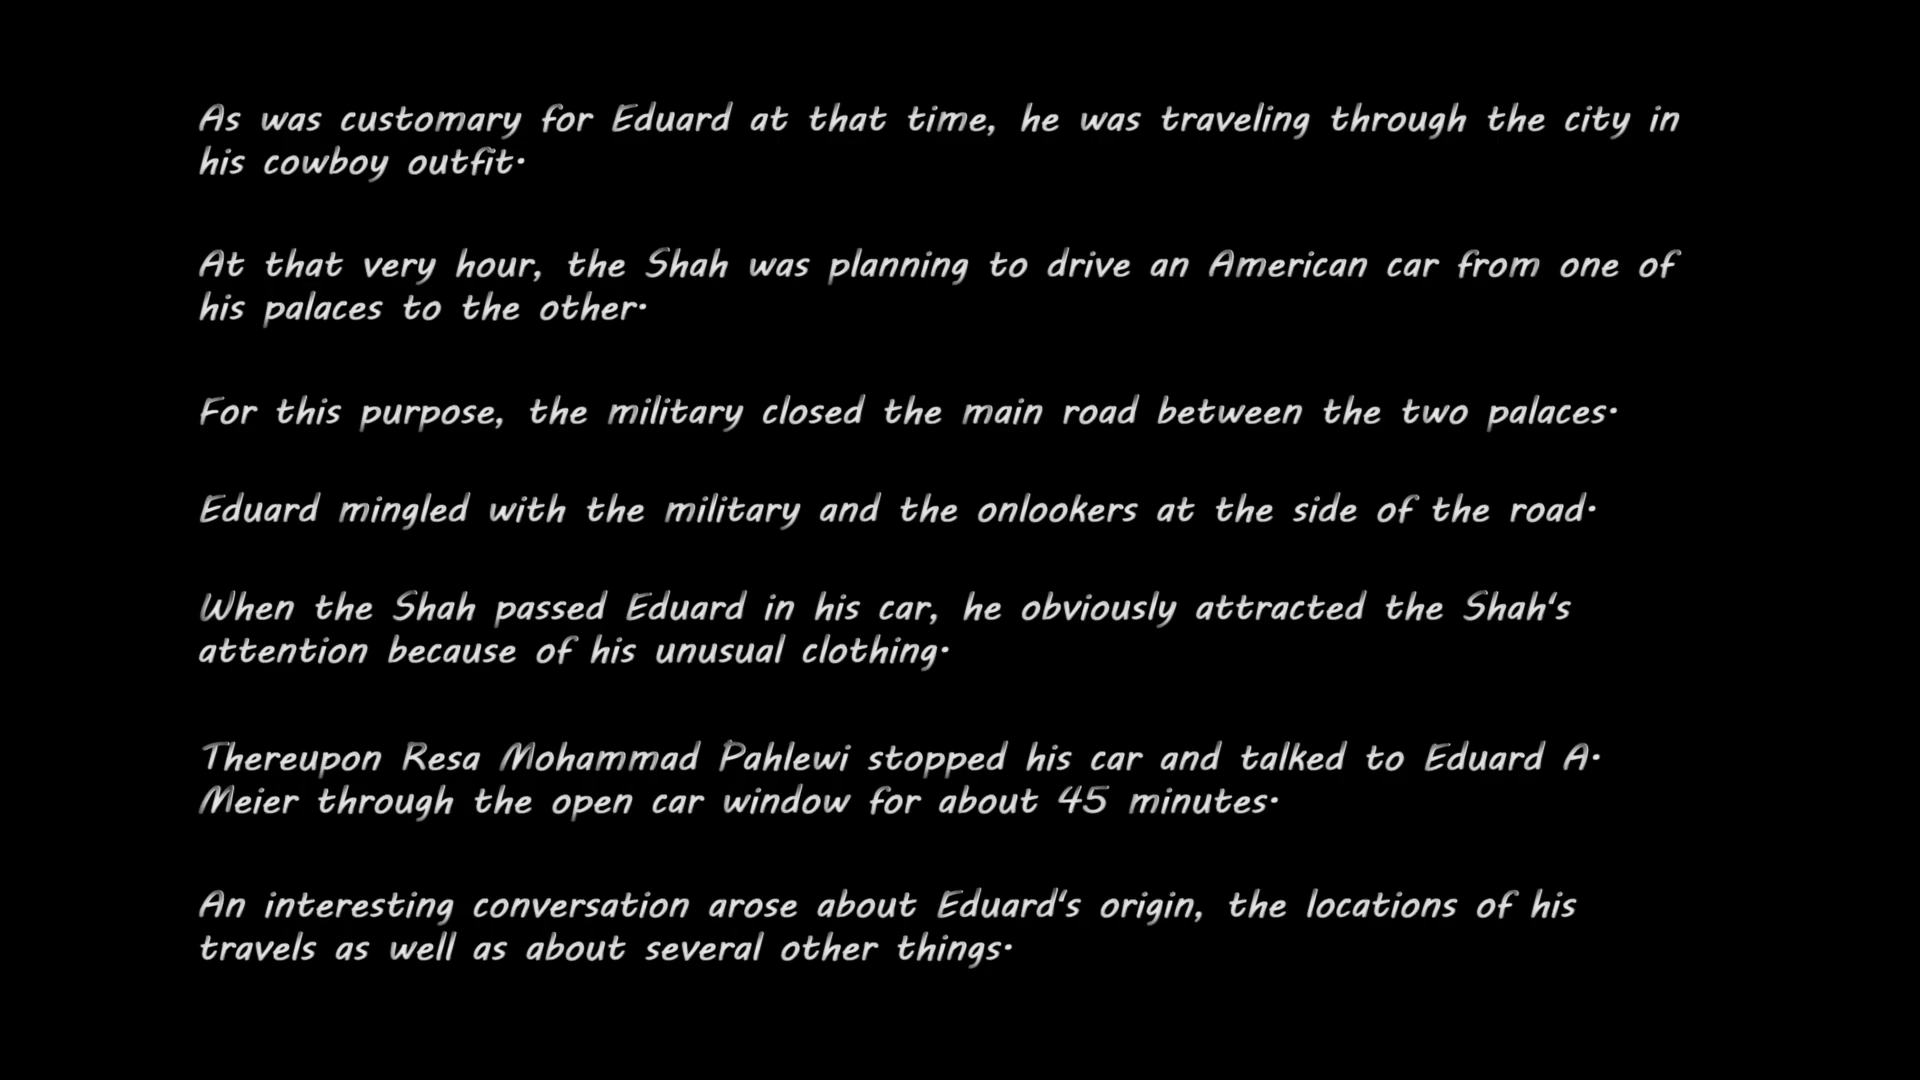 As was customary for Eduard at that time, he was traveling through the city in
his cowboy outfit.
At that very hour, the Shah was planning to drive an American car from one of
his palaces to the other.
For this purpose, the military closed the main road between the two palaces.
Eduard mingled with the military and the onlookers at the side of the road.
When the Shah passed Eduard in his car, he obviously attracted the Shah's
attention because of his unusual clothing.
Thereupon Resa Mohammad Pahlewi stopped his car and talked to Eduard A.
Meier through the open car window for about 45 minutes.
An interesting conversation arose about Eduard's origin, the locations of his
travels as well as about several other things.